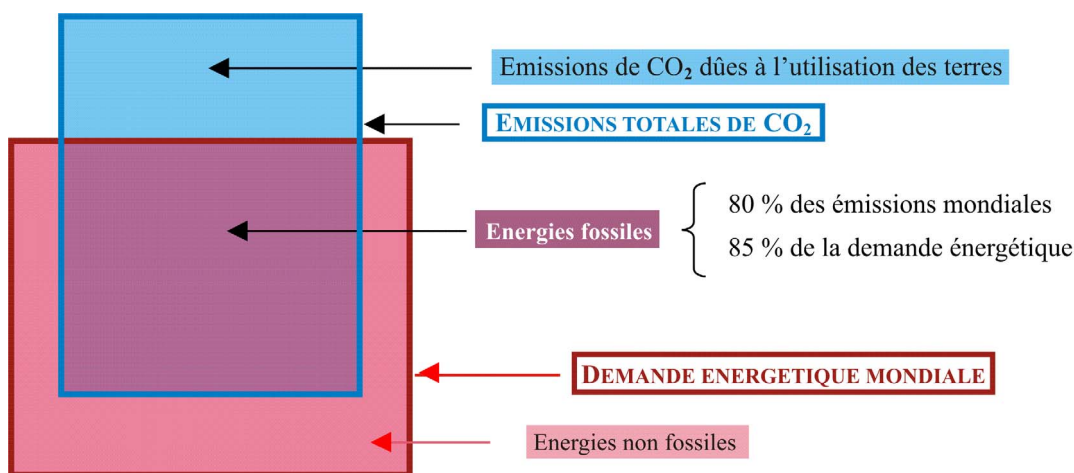 Emissions de CO₂ dûes à l'utilisation des terres
EMISSIONS TOTALES DE CO₂
Energies fossiles
80 % des émissions mondiales
85 % de la demande énergétique
DEMANDE ENERGETIQUE MONDIALE
Energies non fossiles